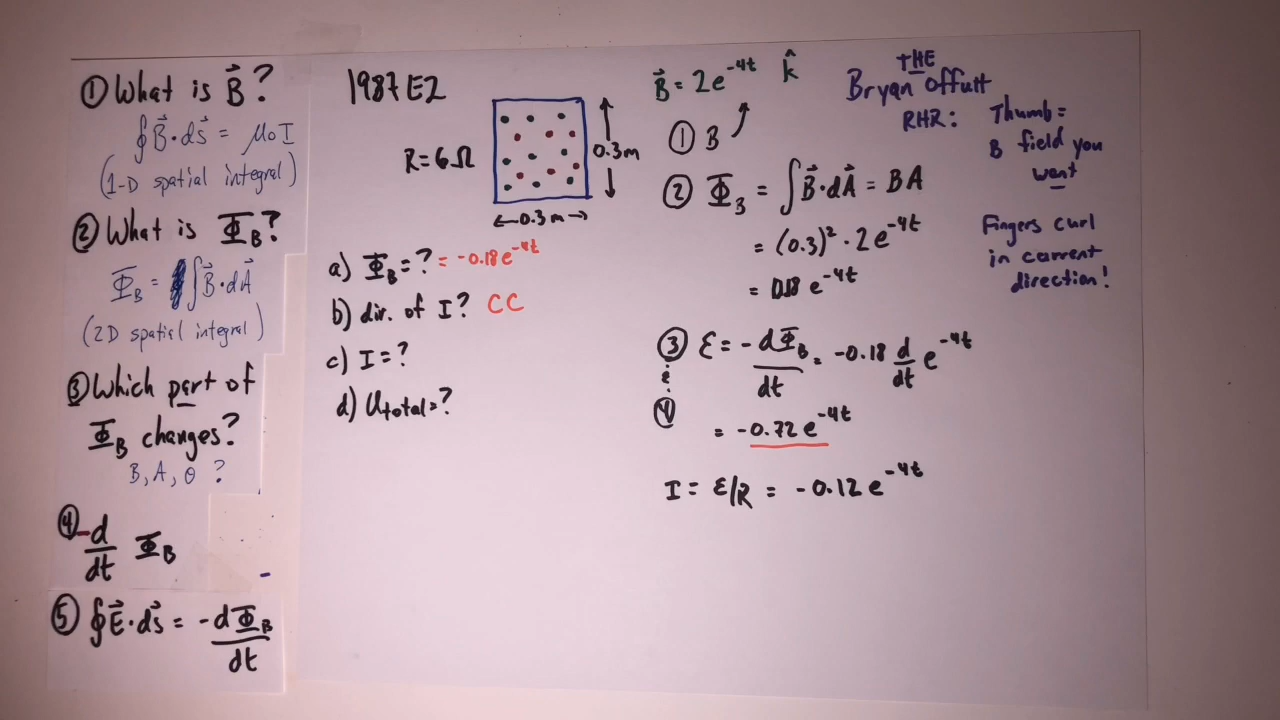 ① What is B⃗?
∮B⃗·ds⃗ = μ₀I
(1-D spatial integral)
② What is Φ_B?
Φ_B = ∫B⃗·dA⃗
(2D spatial integral)
③ Which part of
Φ_B changes?
B, A, θ ?
④ -d/dt Φ_B
⑤ ∮E⃗·ds⃗ = -dΦ_B/dt
1987 E2
R=6Ω
0.3m
0.3m
a) Φ_B = ? = -0.18e^-4t
b) dir. of I? CC
c) I = ?
d) U_total = ?
B⃗ = 2e^-4t k̂
① B
② Φ_B = ∫B⃗·dA⃗ = BA
= (0.3)²·2e^-4t
= 0.18 e^-4t
③ ℰ = -dΦ_B/dt = -0.18 d/dt e^-4t
④
= -0.72e^-4t
I = ℰ/R = -0.12e^-4t
THE
Bryan Offutt
RHR:
Thumb =
B field you
want
Fingers curl
in current
direction!